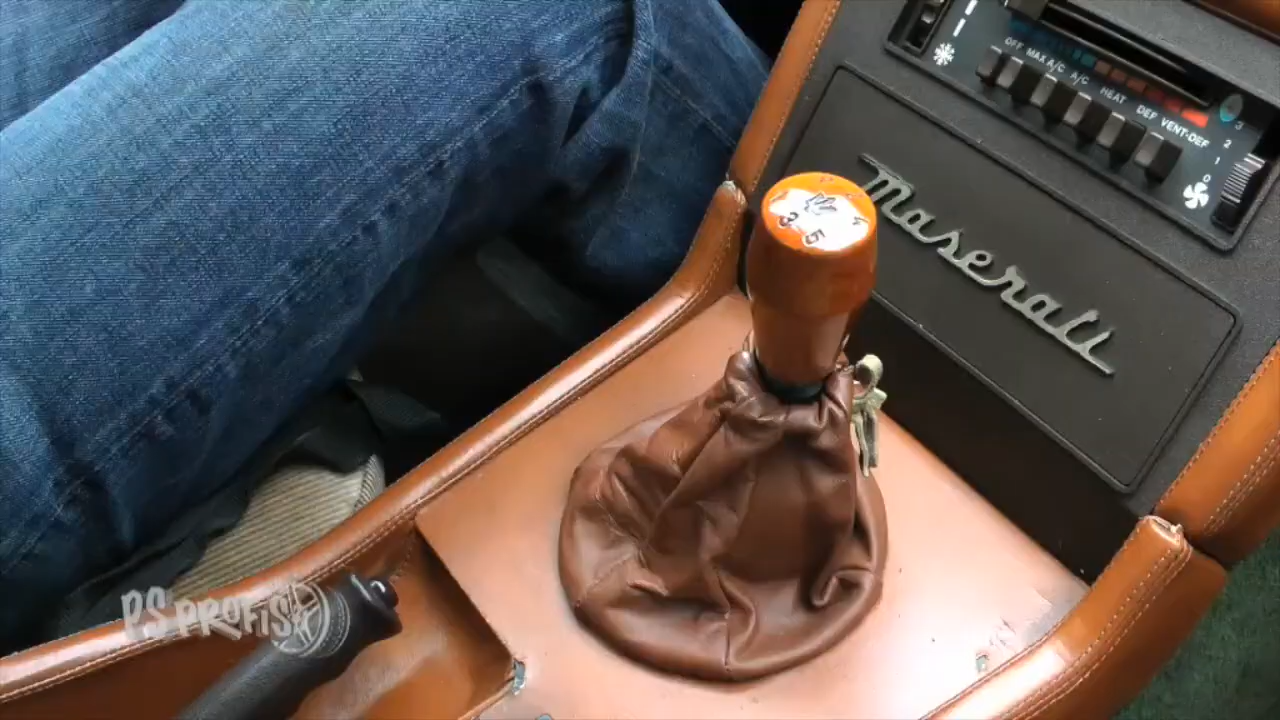 OFF MAX A/C A/C HEAT DEF VENT-DEF
3
2
1
0
Maserati
3 5
PS PROFIS